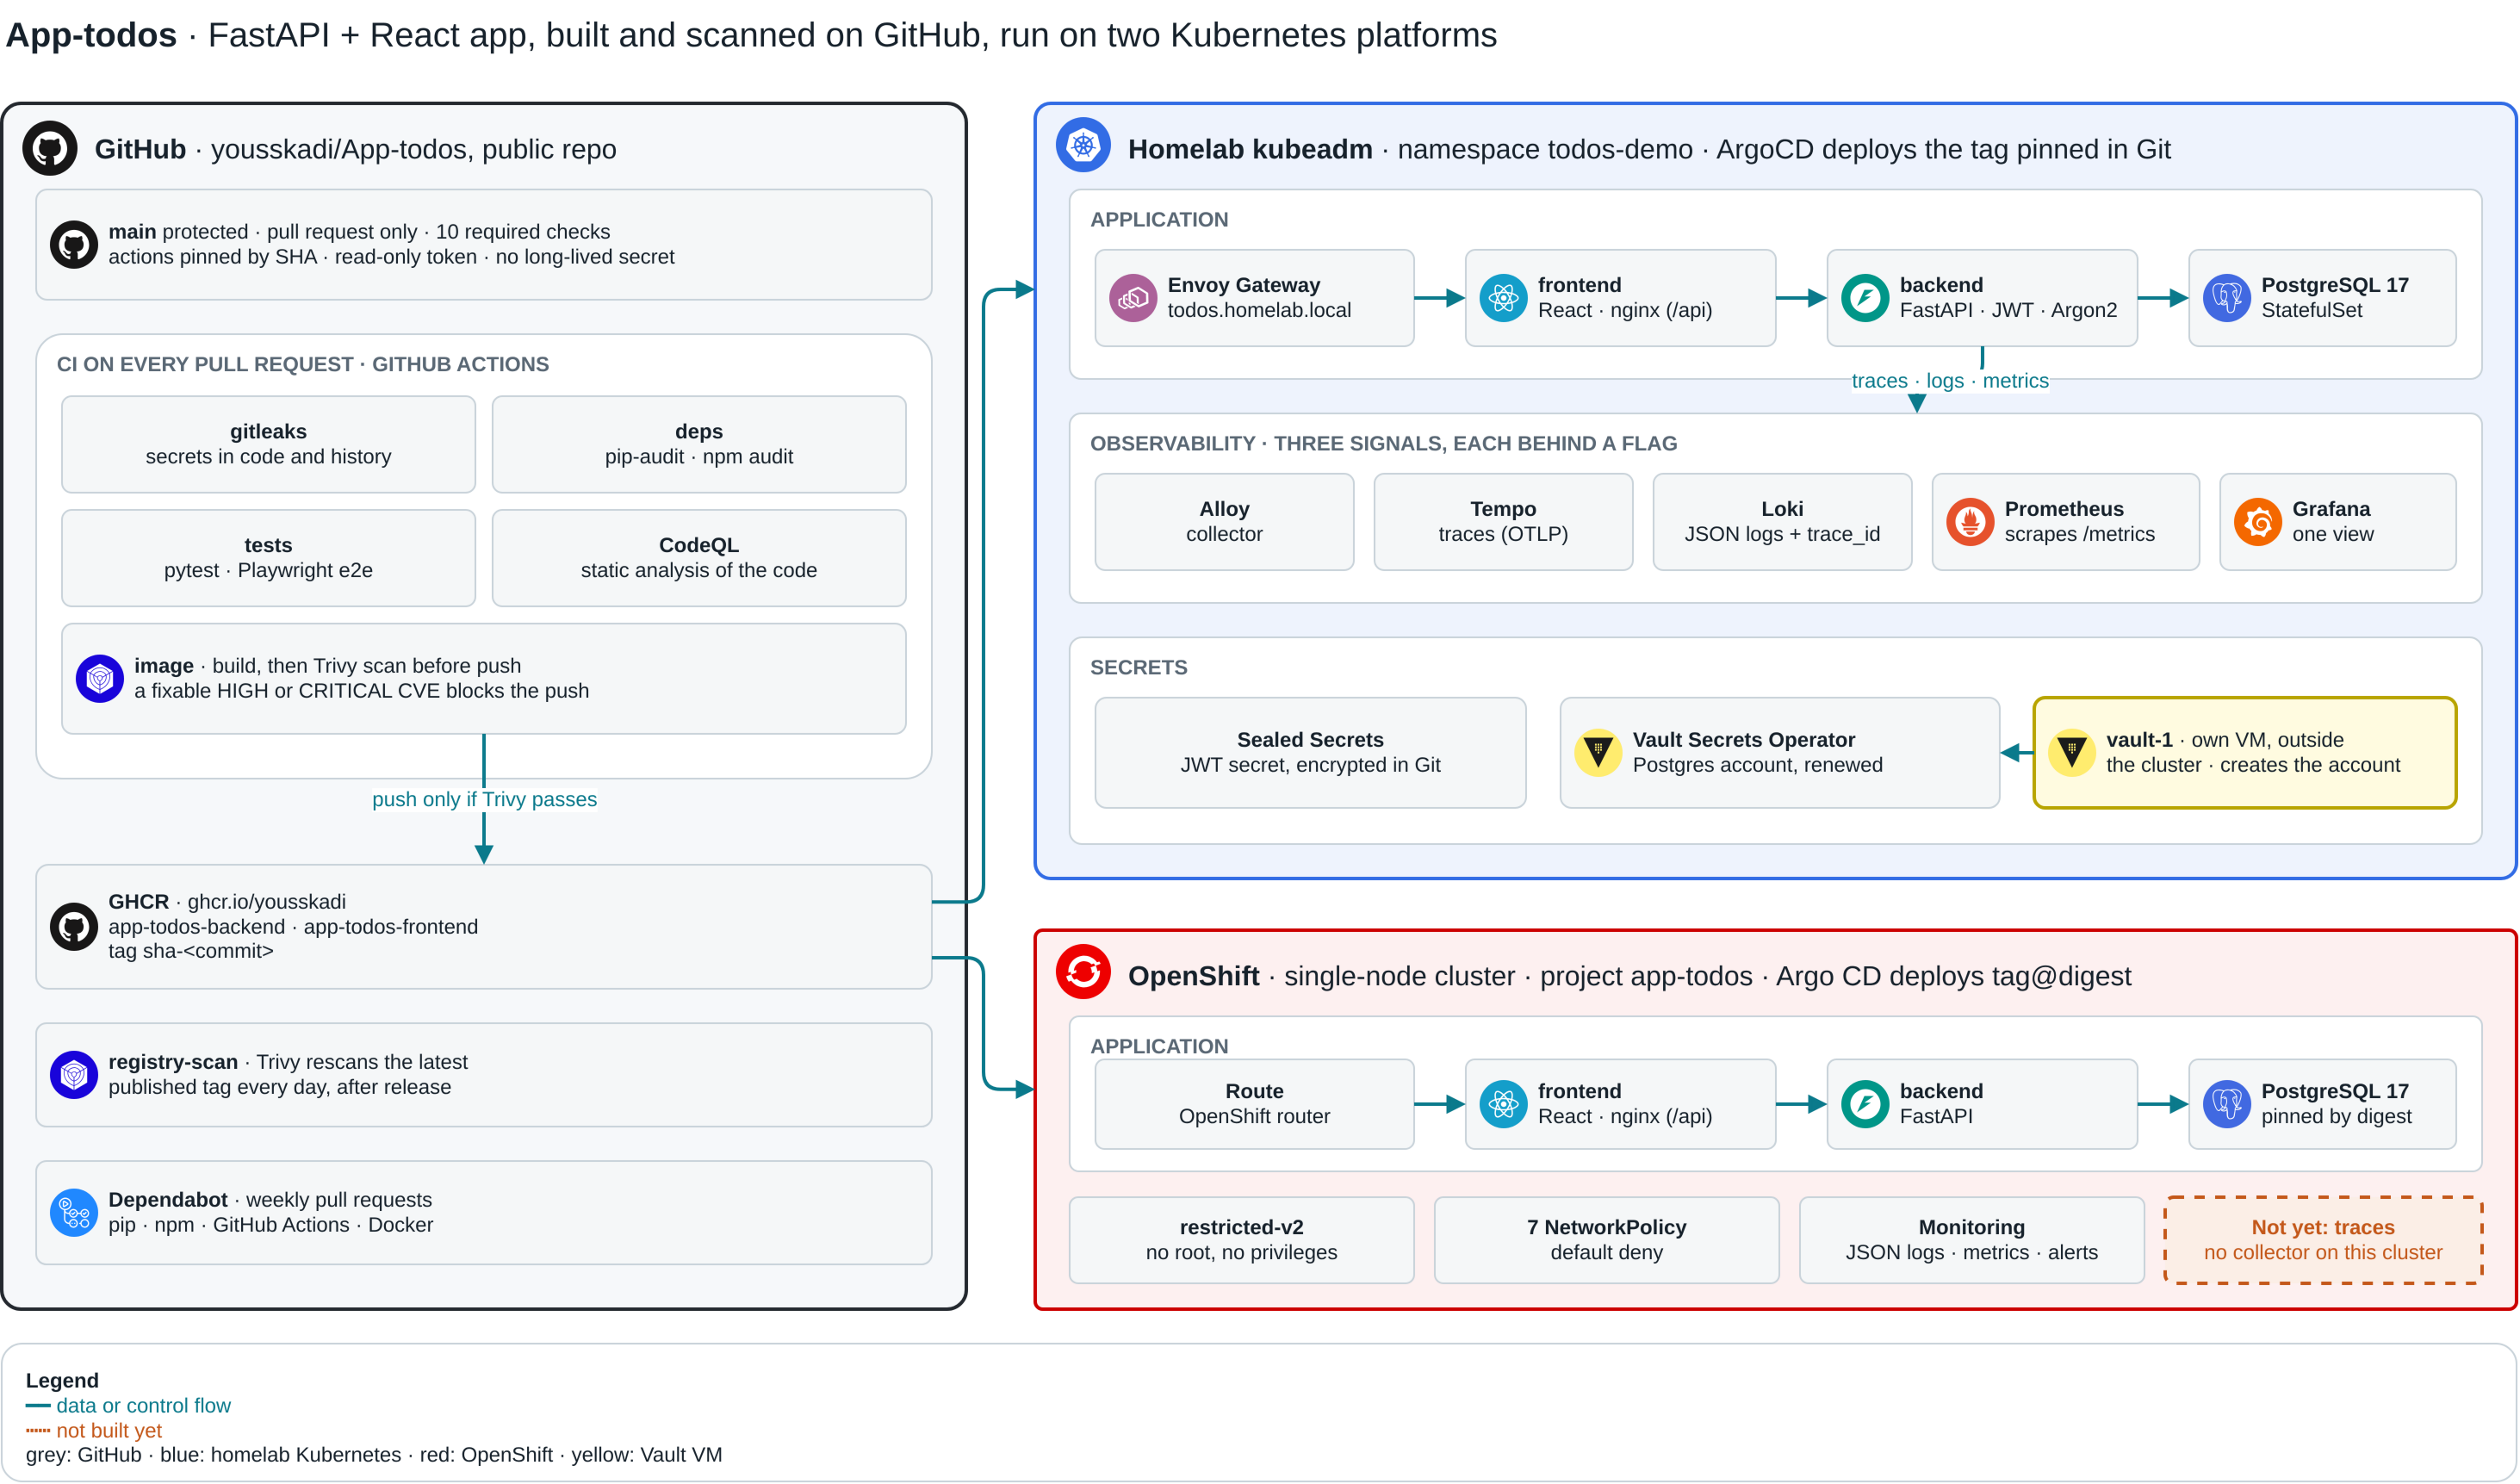 App-todos · FastAPI + React app, built and scanned on GitHub, run on two Kubernetes platforms
GitHub · yousskadi/App-todos, public repo
main protected · pull request only · 10 required checks
actions pinned by SHA · read-only token · no long-lived secret
CI ON EVERY PULL REQUEST · GITHUB ACTIONS
gitleaks
secrets in code and history
deps
pip-audit · npm audit
tests
pytest · Playwright e2e
CodeQL
static analysis of the code
image · build, then Trivy scan before push
a fixable HIGH or CRITICAL CVE blocks the push
push only if Trivy passes
GHCR · ghcr.io/yousskadi
app-todos-backend · app-todos-frontend
tag sha-<commit>
registry-scan · Trivy rescans the latest
published tag every day, after release
Dependabot · weekly pull requests
pip · npm · GitHub Actions · Docker
Homelab kubeadm · namespace todos-demo · ArgoCD deploys the tag pinned in Git
APPLICATION
Envoy Gateway
todos.homelab.local
frontend
React · nginx (/api)
backend
FastAPI · JWT · Argon2
PostgreSQL 17
StatefulSet
traces · logs · metrics
OBSERVABILITY · THREE SIGNALS, EACH BEHIND A FLAG
Alloy
collector
Tempo
traces (OTLP)
Loki
JSON logs + trace_id
Prometheus
scrapes /metrics
Grafana
one view
SECRETS
Sealed Secrets
JWT secret, encrypted in Git
Vault Secrets Operator
Postgres account, renewed
vault-1 · own VM, outside
the cluster · creates the account
OpenShift · single-node cluster · project app-todos · Argo CD deploys tag@digest
APPLICATION
Route
OpenShift router
frontend
React · nginx (/api)
backend
FastAPI
PostgreSQL 17
pinned by digest
restricted-v2
no root, no privileges
7 NetworkPolicy
default deny
Monitoring
JSON logs · metrics · alerts
Not yet: traces
no collector on this cluster
Legend
data or control flow
not built yet
grey: GitHub · blue: homelab Kubernetes · red: OpenShift · yellow: Vault VM